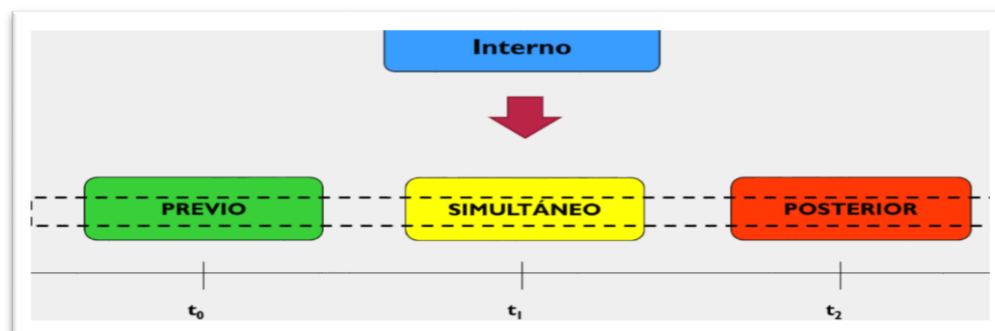 Interno
PREVIO SIMULTÁNEO POSTERIOR
t₀ t₁ t₂